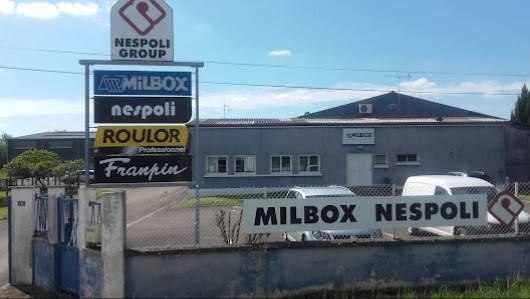 NESPOLI
GROUP
MILBOX
nespoli
ROULOR
Professionnel
Franpin
MILBOX
MILBOX NESPOLI